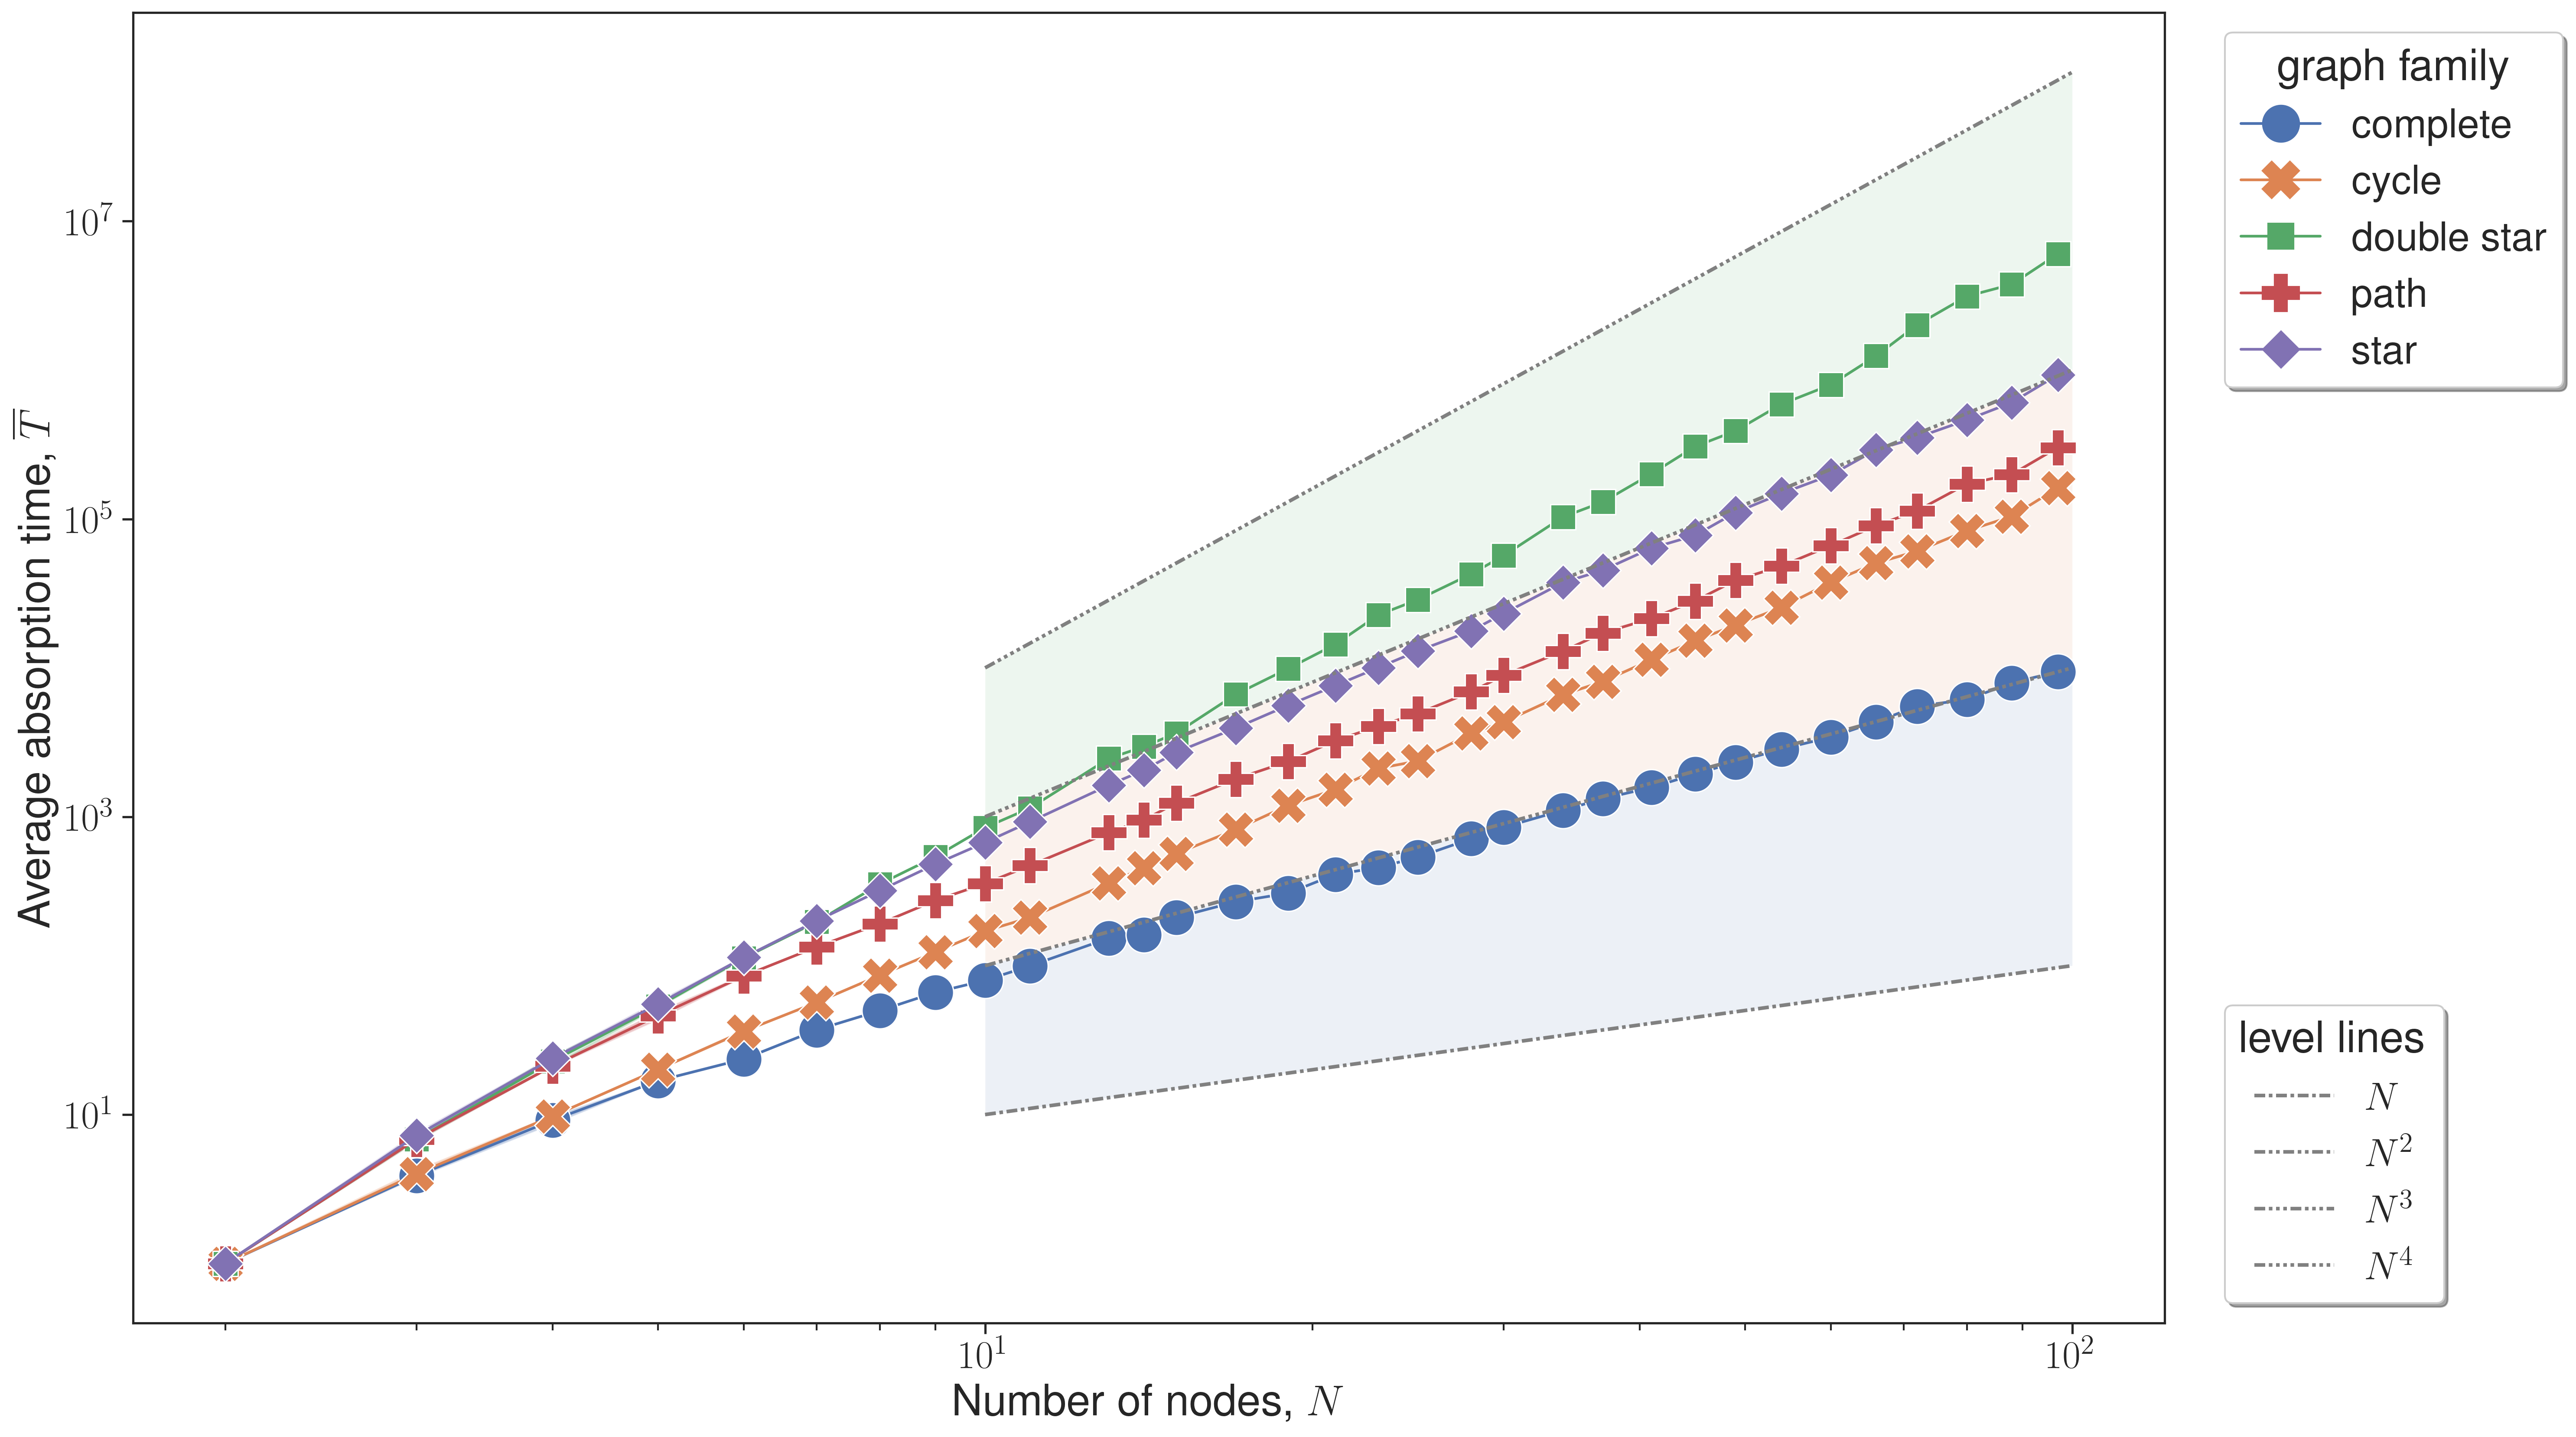 Average absorption time, $\overline{T}$
10^7
10^5
10^3
10^1
10^1
10^2
Number of nodes, N
graph family
complete
cycle
double star
path
star
level lines
N
N^2
N^3
N^4